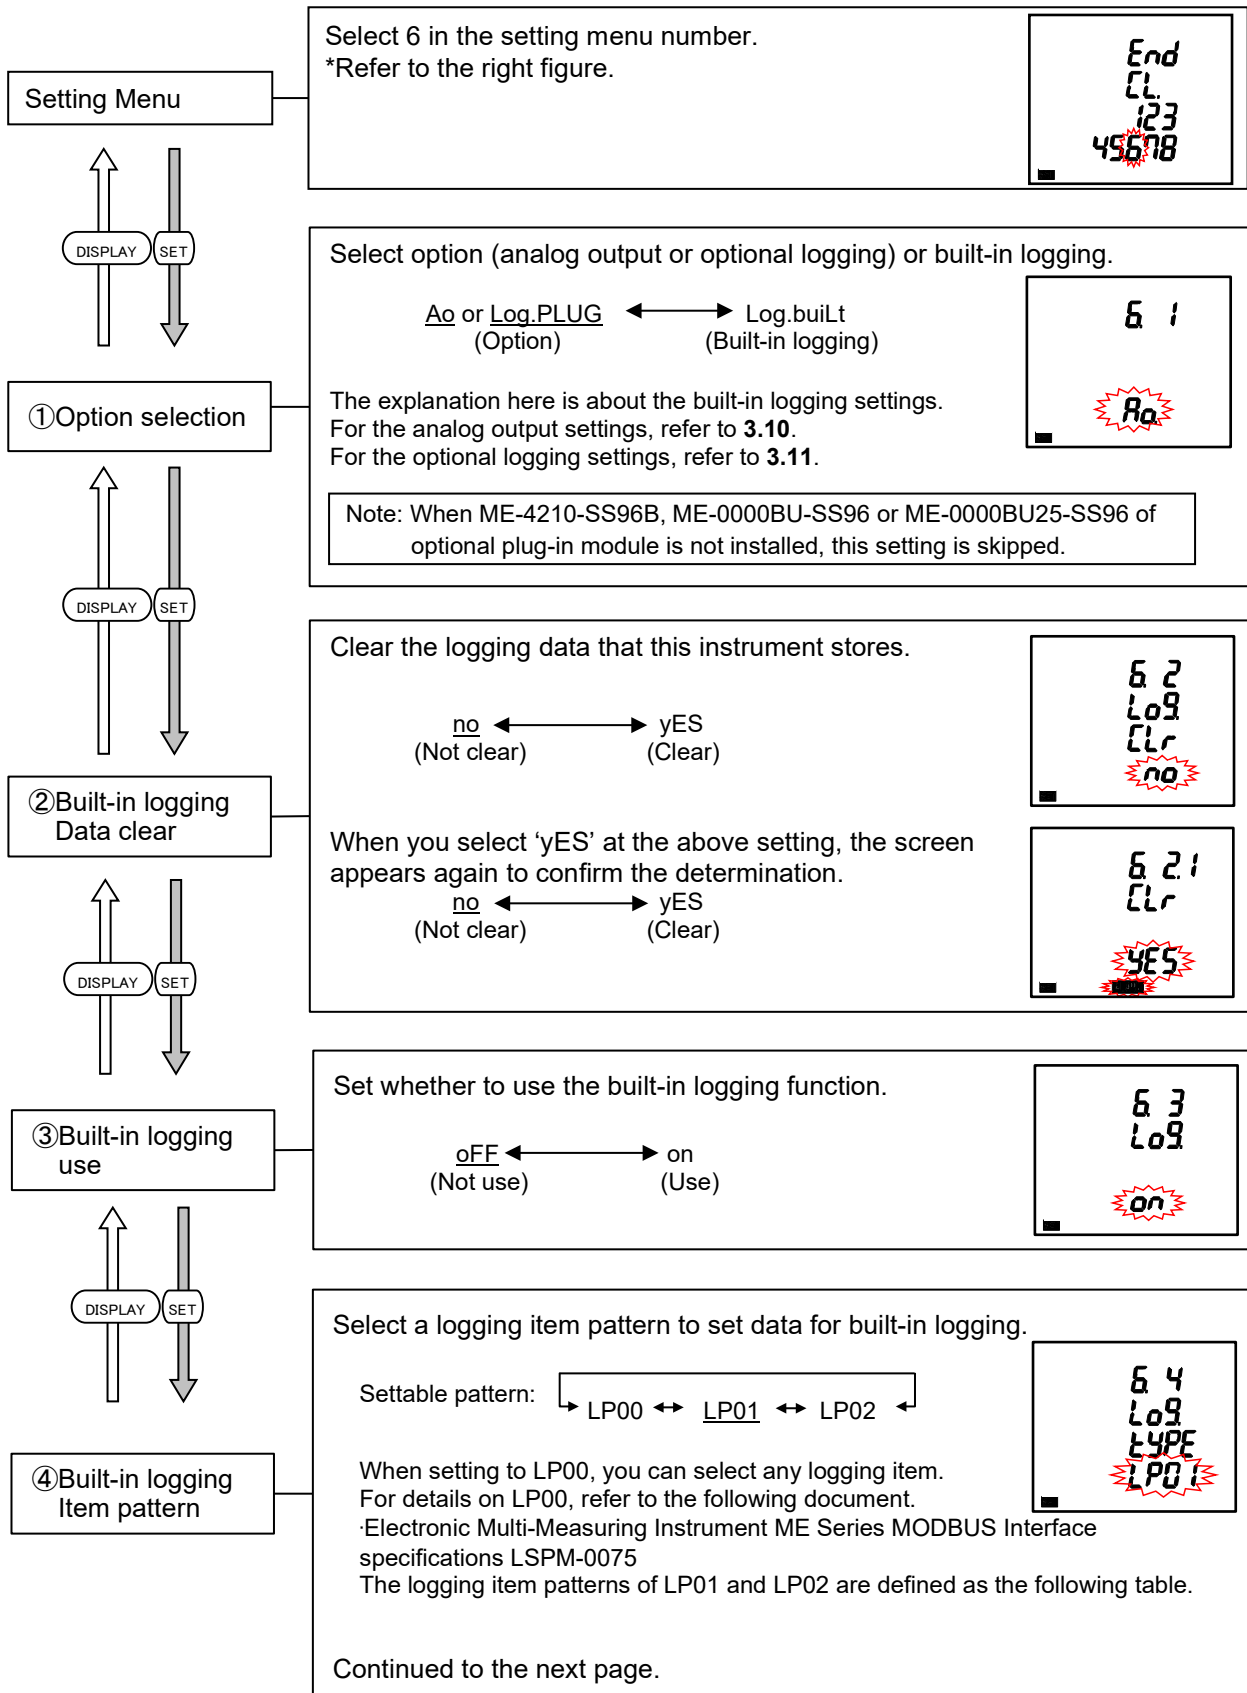 Setting Menu
Select 6 in the setting menu number.
*Refer to the right figure.
End
CL.
123
45678
DISPLAY SET
①Option selection
Select option (analog output or optional logging) or built-in logging.
Ao or Log.PLUG Log.buiLt
(Option) (Built-in logging)
The explanation here is about the built-in logging settings.
For the analog output settings, refer to 3.10.
For the optional logging settings, refer to 3.11.
Note: When ME-4210-SS96B, ME-0000BU-SS96 or ME-0000BU25-SS96 of
optional plug-in module is not installed, this setting is skipped.
6. 1
Ao.
DISPLAY SET
②Built-in logging
Data clear
Clear the logging data that this instrument stores.
no yES
(Not clear) (Clear)
6. 2
Log.
CLr
no
When you select ‘yES’ at the above setting, the screen
appears again to confirm the determination.
no yES
(Not clear) (Clear)
6. 2.1
CLr
yES
DISPLAY SET
③Built-in logging
use
Set whether to use the built-in logging function.
oFF on
(Not use) (Use)
6. 3
Log.
on
DISPLAY SET
④Built-in logging
Item pattern
Select a logging item pattern to set data for built-in logging.
Settable pattern: LP00 LP01 LP02
6. 4
Log.
tyPE
LP01
When setting to LP00, you can select any logging item.
For details on LP00, refer to the following document.
·Electronic Multi-Measuring Instrument ME Series MODBUS Interface
specifications LSPM-0075
The logging item patterns of LP01 and LP02 are defined as the following table.
Continued to the next page.